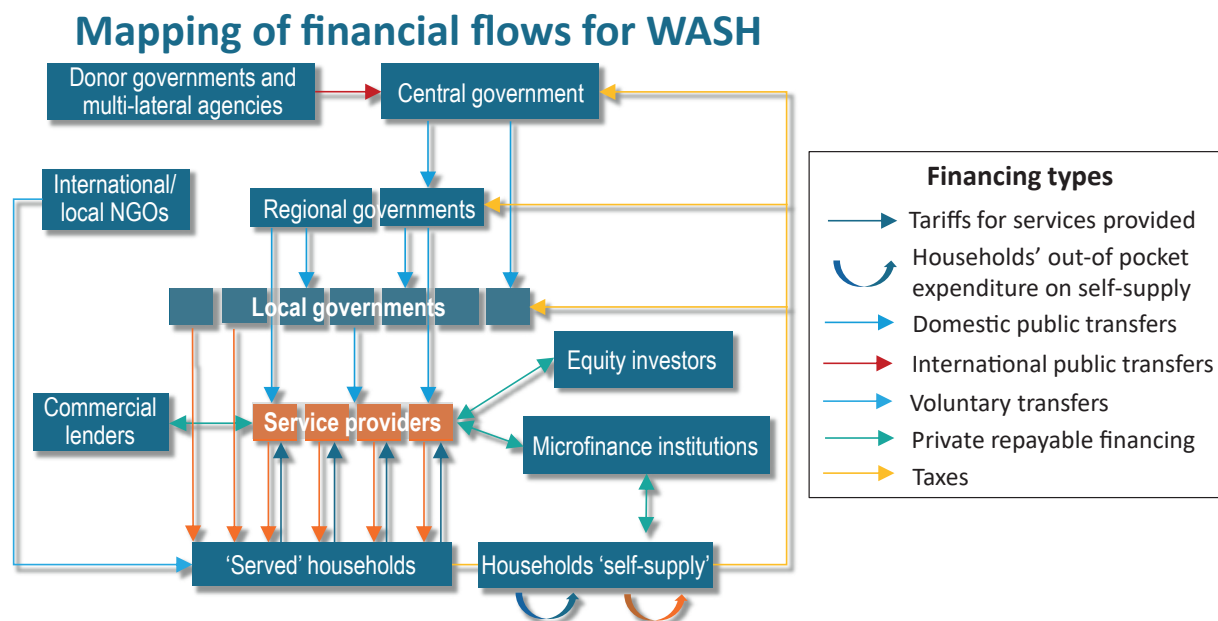 Mapping of financial flows for WASH
Donor governments and
multi-lateral agencies
Central government
International/
local NGOs
Regional governments
Local governments
Equity investors
Commercial
lenders
Service providers
Microfinance institutions
‘Served’ households
Households ‘self-supply’
Financing types
Tariffs for services provided
Households’ out-of pocket
expenditure on self-supply
Domestic public transfers
International public transfers
Voluntary transfers
Private repayable financing
Taxes